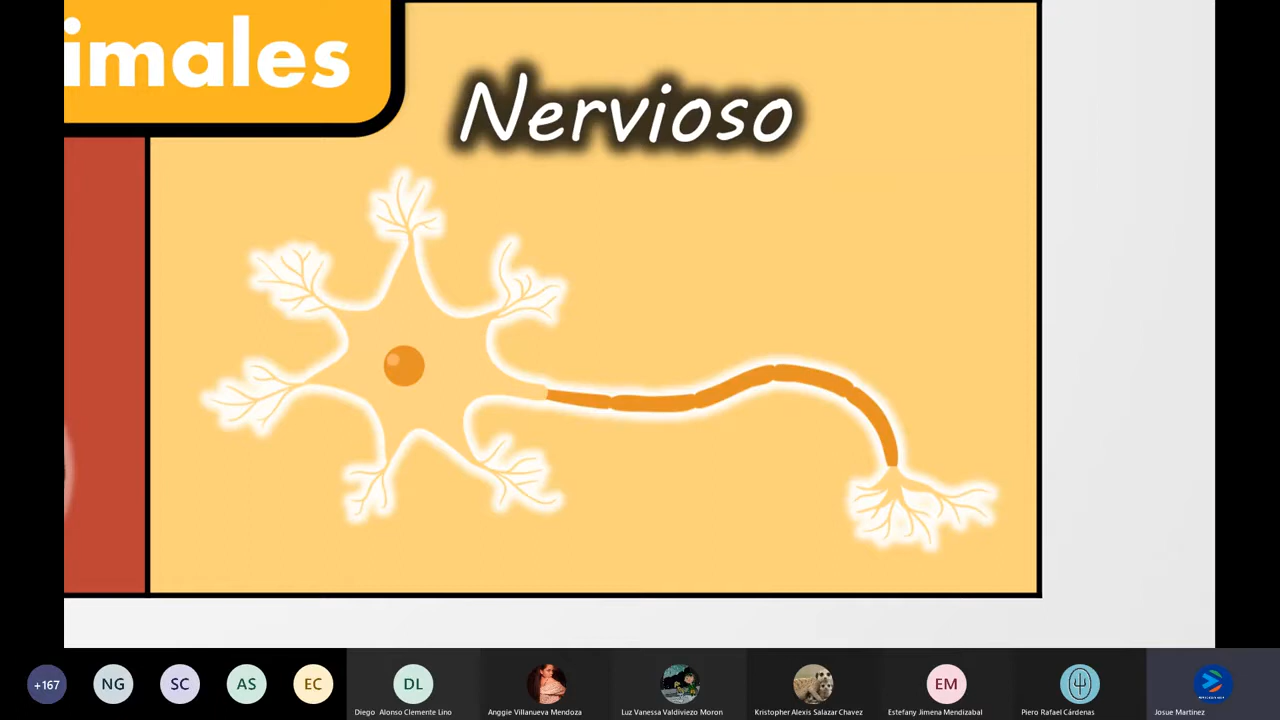 imales
Nervioso
+167
NG
SC
AS
EC
DL
EM
Diego Alonso Clemente Lino
Anggie Villanueva Mendoza
Luz Vanessa Valdiviezo Moron
Kristopher Alexis Salazar Chavez
Estefany Jimena Mendizabal
Piero Rafael Cárdenas
Josue Martinez